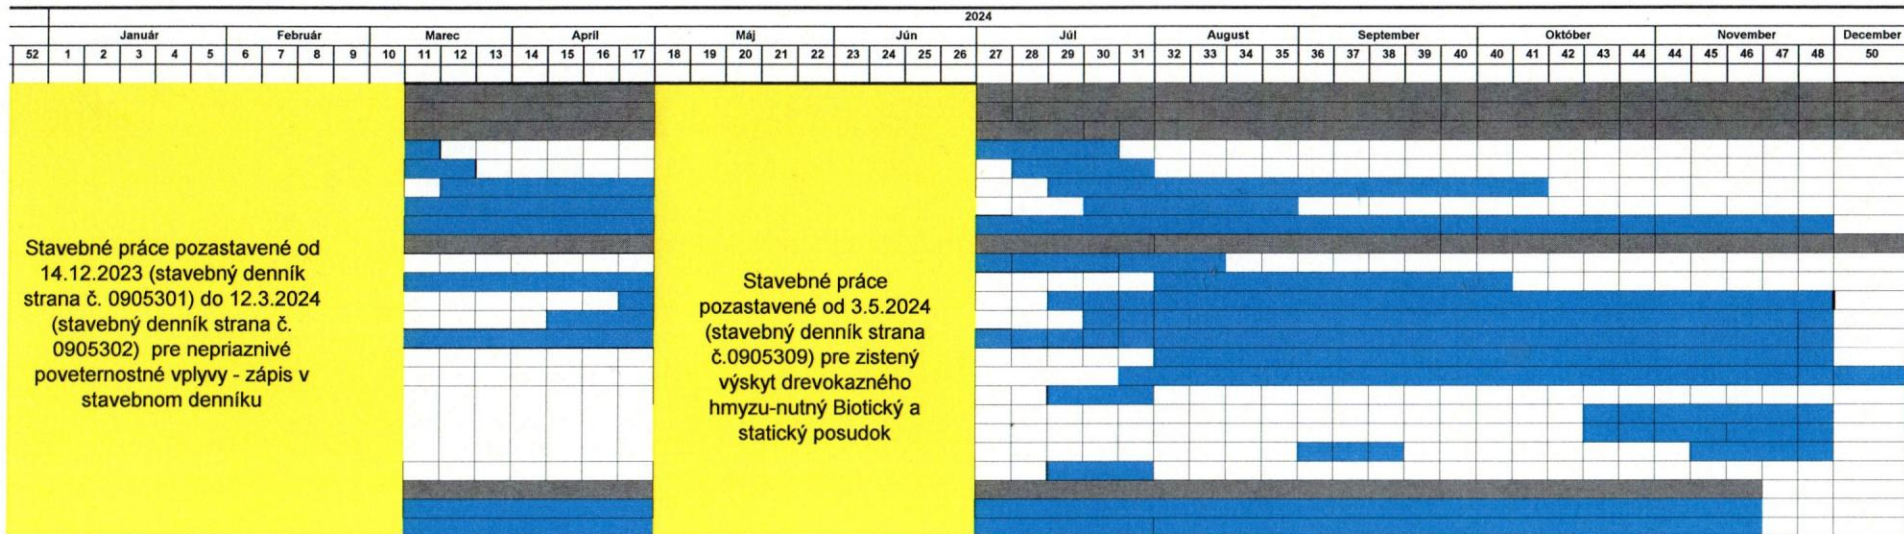 2024
Január Február Marec Apríl Máj Jún Júl August September Október November December
52 1 2 3 4 5 6 7 8 9 10 11 12 13 14 15 16 17 18 19 20 21 22 23 24 25 26 27 28 29 30 31 32 33 34 35 36 37 38 39 40 40 41 42 43 44 44 45 46 47 48 50
Stavebné práce pozastavené od
14.12.2023 (stavebný denník
strana č. 0905301) do 12.3.2024
(stavebný denník strana č.
0905302) pre nepriaznivé
poveternostné vplyvy - zápis v
stavebnom denníku
Stavebné práce
pozastavené od 3.5.2024
(stavebný denník strana
č.0905309) pre zistený
výskyt drevokazného
hmyzu-nutný Biotický a
statický posudok